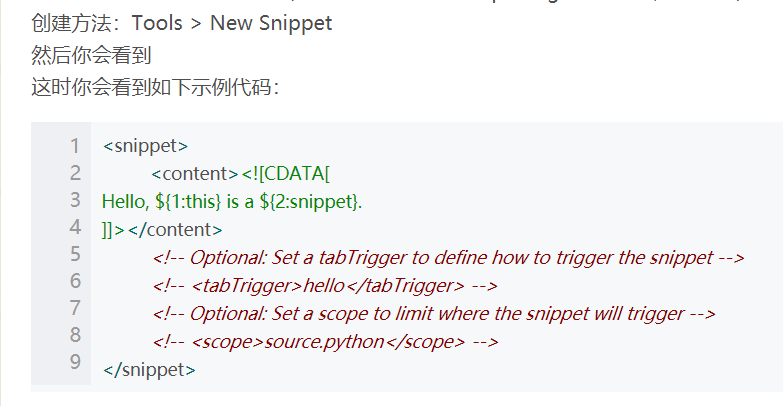 创建方法：Tools > New Snippet
然后你会看到
这时你会看到如下示例代码：
1 <snippet>
2 <content><![CDATA[
3 Hello, ${1:this} is a ${2:snippet}.
4 ]]></content>
5 <!-- Optional: Set a tabTrigger to define how to trigger the snippet -->
6 <!-- <tabTrigger>hello</tabTrigger> -->
7 <!-- Optional: Set a scope to limit where the snippet will trigger -->
8 <!-- <scope>source.python</scope> -->
9 </snippet>